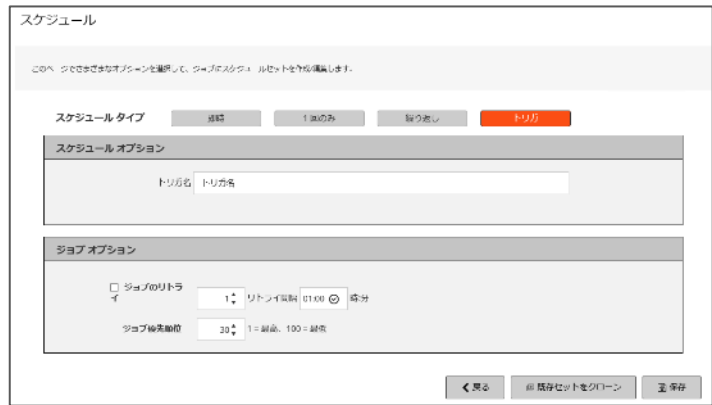 スケジュール
このページでさまざまなオプションを選択して、ジョブにスケジュールセットを作成/編集します。
スケジュール タイプ 即時 1 回のみ 繰り返し トリガ
スケジュール オプション
トリガ名 トリガ名
ジョブ オプション
ジョブのリトラ
イ
1 リトライ間隔 01:00 時:分
ジョブ優先順位 30 1 = 最高、100 = 最低
戻る 既存セットをクローン 保存